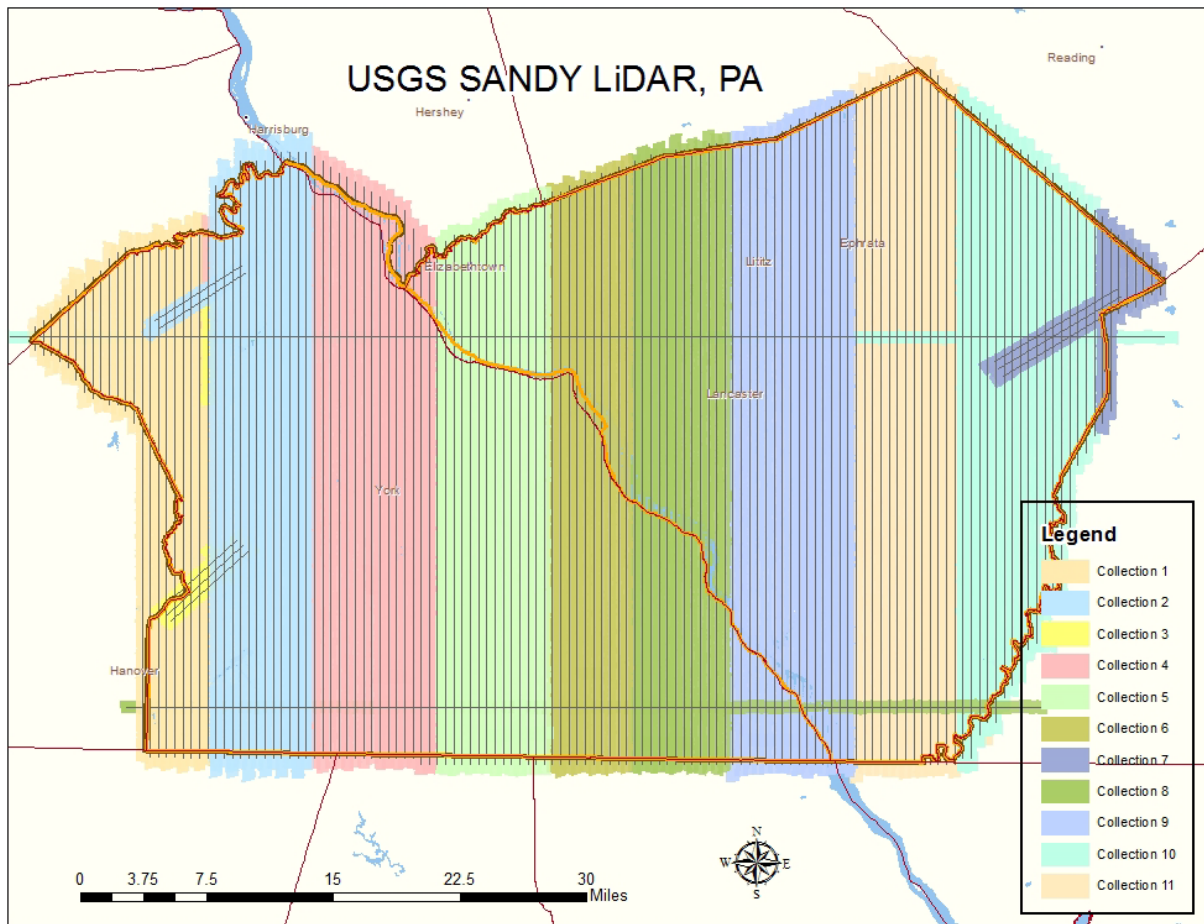 USGS SANDY LiDAR, PA
Reading
Hershey
Harrisburg
Ephrata
Lititz
Elizabethtown
Lancaster
York
Hanover
Legend
Collection 1
Collection 2
Collection 3
Collection 4
Collection 5
Collection 6
Collection 7
Collection 8
Collection 9
Collection 10
Collection 11
N
W E
S
0 3.75 7.5 15 22.5 30
Miles